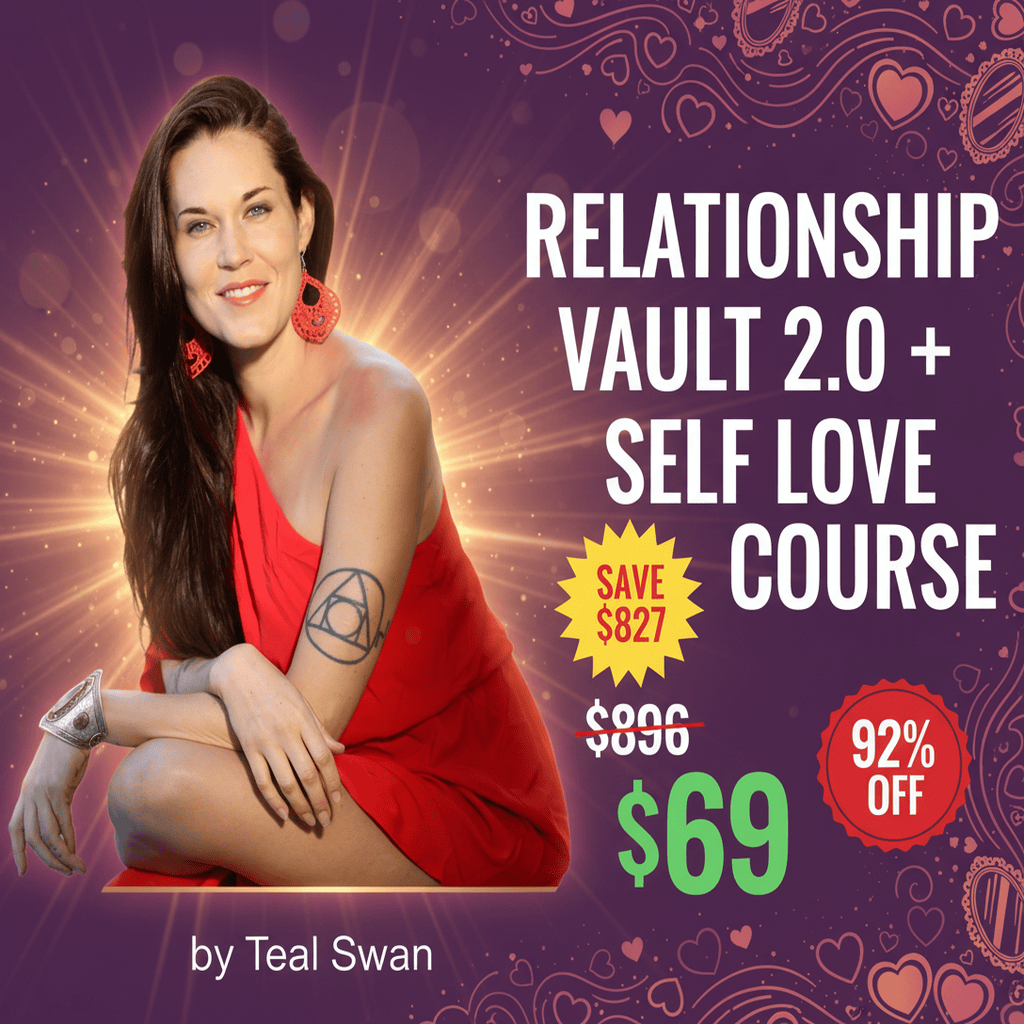 RELATIONSHIP
VAULT 2.0 +
SELF LOVE
COURSE
SAVE
$827
$896
$69
92%
OFF
by Teal Swan